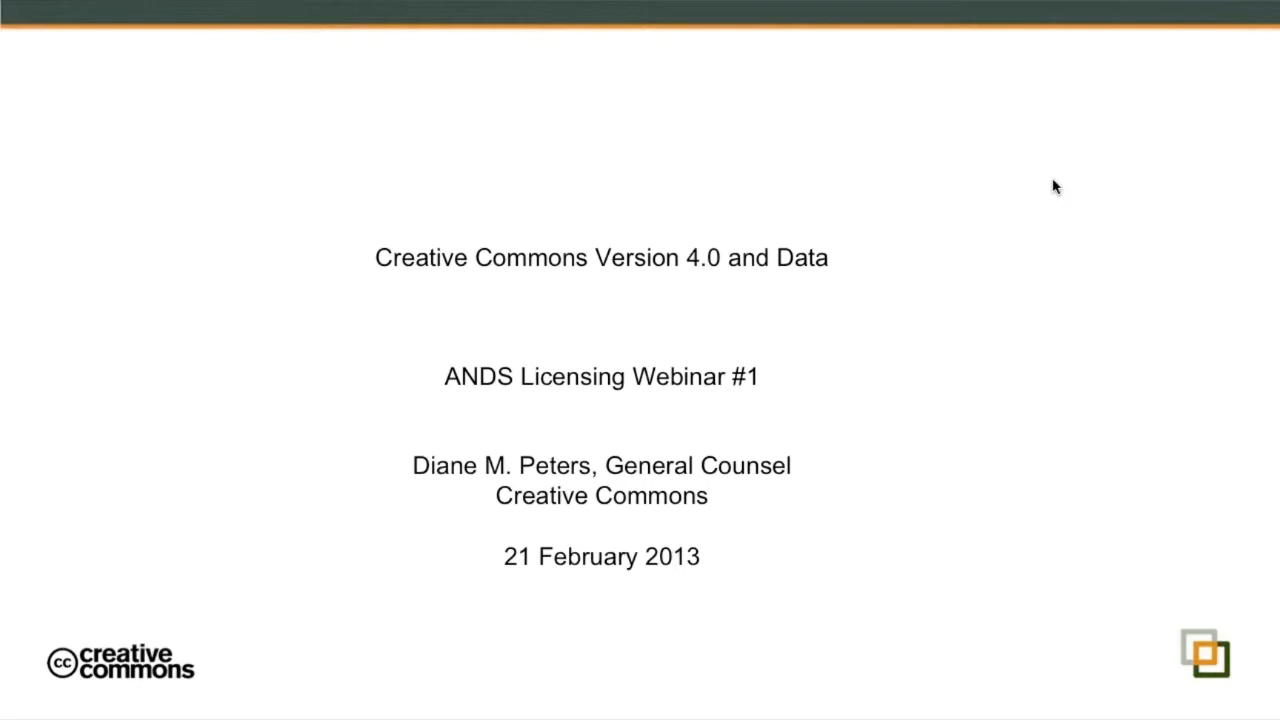 Creative Commons Version 4.0 and Data
ANDS Licensing Webinar #1
Diane M. Peters, General Counsel
Creative Commons
21 February 2013
cc creative
commons